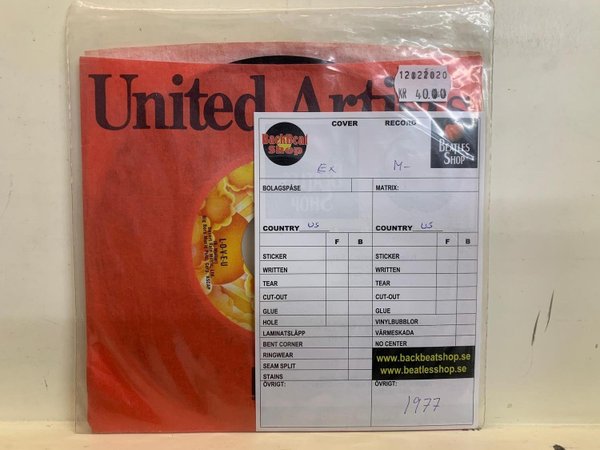 United Artists
12022020
KR 40.00
COVER RECORD
BackBeat Shop
BEATLES SHOP
Ex M-
BOLAGSPÅSE MATRIX:
COUNTRY US COUNTRY US
F B F B
STICKER STICKER
WRITTEN WRITTEN
TEAR TEAR
CUT-OUT CUT-OUT
GLUE GLUE
HOLE VINYLBUBBLOR
LAMINATSLÄPP VÄRMESKADA
BENT CORNER NO CENTER
RINGWEAR
SEAM SPLIT
STAINS
www.backbeatshop.se
www.beatlesshop.se
ÖVRIGT: ÖVRIGT:
1977
LOVE U